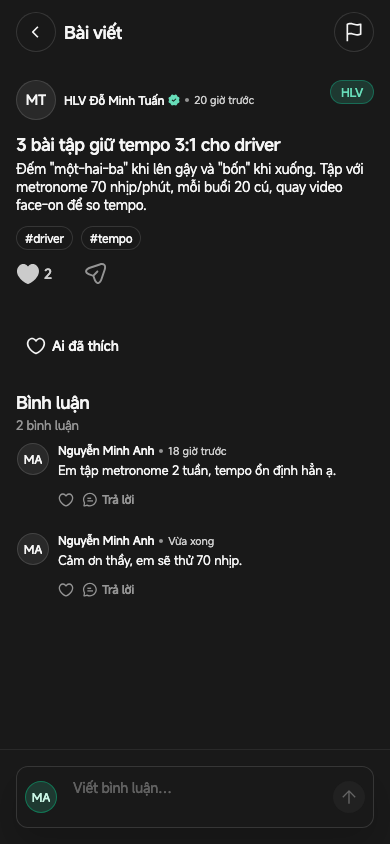 Bài viết
MT
HLV Đỗ Minh Tuấn • 20 giờ trước
HLV
3 bài tập giữ tempo 3:1 cho driver
Đếm "một-hai-ba" khi lên gậy và "bốn" khi xuống. Tập với
metronome 70 nhịp/phút, mỗi buổi 20 cú, quay video
face-on để so tempo.
#driver #tempo
2
Ai đã thích
Bình luận
2 bình luận
MA
Nguyễn Minh Anh • 18 giờ trước
Em tập metronome 2 tuần, tempo ổn định hẳn ạ.
Trả lời
MA
Nguyễn Minh Anh • Vừa xong
Cảm ơn thầy, em sẽ thử 70 nhịp.
Trả lời
MA
Viết bình luận...